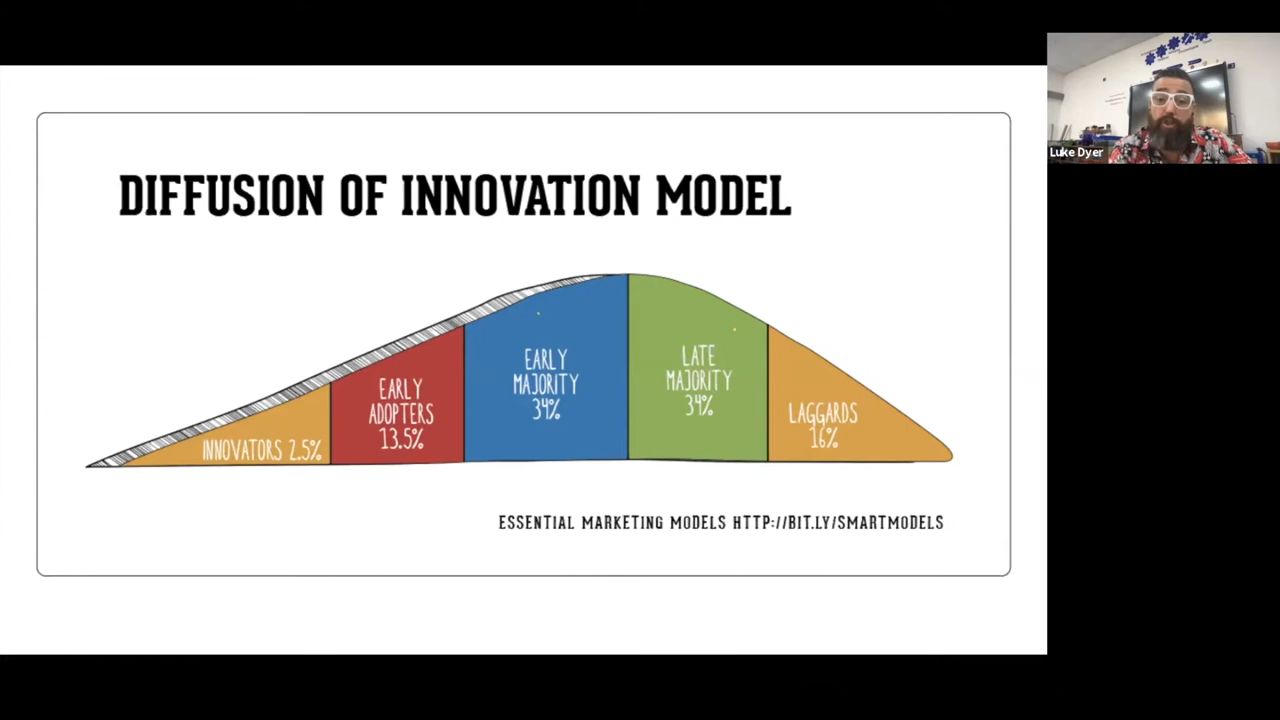 DIFFUSION OF INNOVATION MODEL
INNOVATORS 2.5%
EARLY
ADOPTERS
13.5%
EARLY
MAJORITY
34%
LATE
MAJORITY
34%
LAGGARDS
16%
ESSENTIAL MARKETING MODELS HTTP://BIT.LY/SMARTMODELS
Luke Dyer